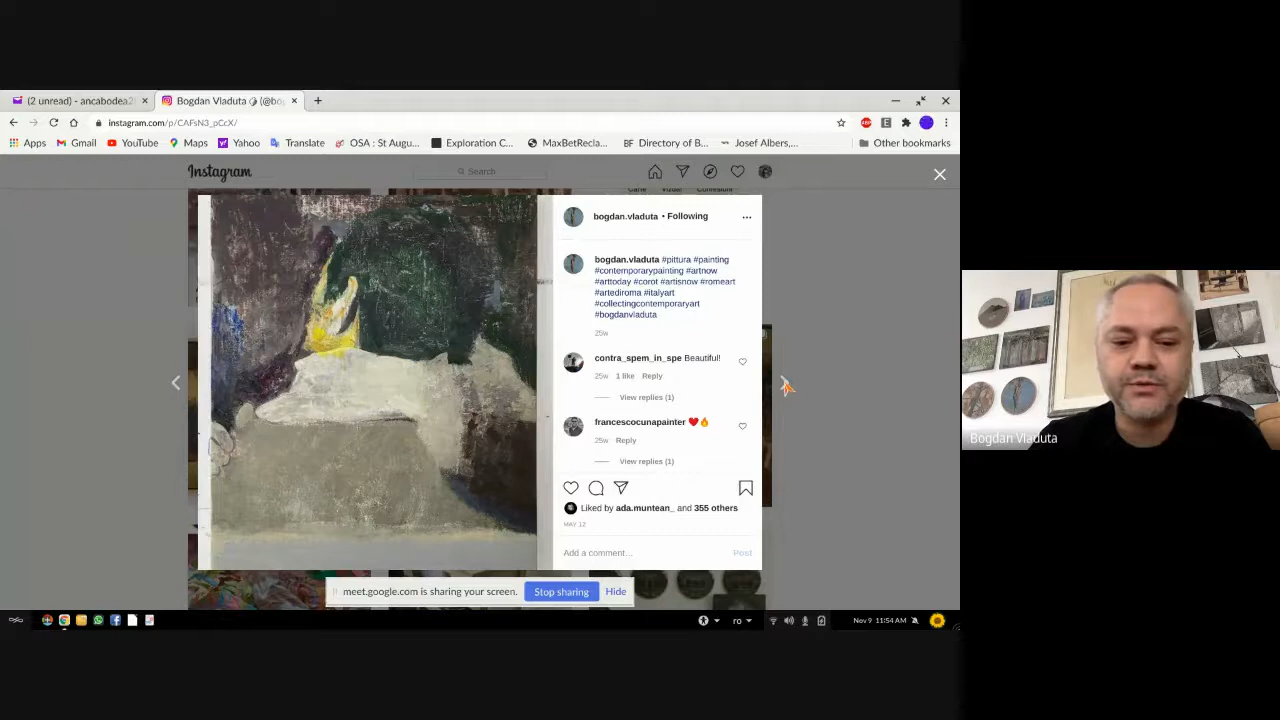 (2 unread) - ancabodea2
Bogdan Vladuta
instagram.com/p/CAFsN3_pCcX/
Apps Gmail YouTube Maps Yahoo Translate OSA : St Augu... Exploration C... MaxBetRecla... BF Directory of B... Josef Albers,... Other bookmarks
Instagram
Search
bogdan.vladuta • Following
bogdan.vladuta #pittura #painting
#contemporarypainting #artnow
#arttoday #corot #artisnow #romeart
#artediroma #italyart
#collectingcontemporaryart
#bogdanvladuta
25w
contra_spem_in_spe Beautiful!
25w 1 like Reply
View replies (1)
francescocunapainter ❤️🔥
25w Reply
View replies (1)
Bogdan Vladuta
Liked by ada.muntean_ and 355 others
MAY 12
Add a comment...
Post
meet.google.com is sharing your screen. Stop sharing Hide
ro
Nov 9 11:54 AM